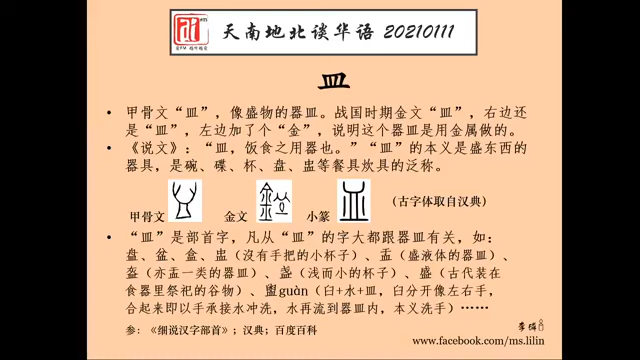 天南地北谈华语 20210111
皿
• 甲骨文“皿”，像盛物的器皿。战国时期金文“皿”，右边还
是“皿”，左边加了个“金”，说明这个器皿是用金属做的。
• 《说文》：“皿，饭食之用器也。”“皿”的本义是盛东西的
器具，是碗、碟、杯、盘、盅等餐具炊具的泛称。
甲骨文 金文 小篆 (古字体取自汉典)
• “皿”是部首字，凡从“皿”的字大都跟器皿有关，如：
盘、盆、盒、盅（沒有手把的小杯子）、盂（盛液体的器皿）、
盔（亦盂一类的器皿）、盏（浅而小的杯子）、盛（古代装在
食器里祭祀的谷物）、盥guàn（臼+水+皿，臼分开像左右手，
合起来即以手承接水冲洗，水再流到器皿内，本义洗手）……
参：《细说汉字部首》；汉典；百度百科
www.facebook.com/ms.lilin